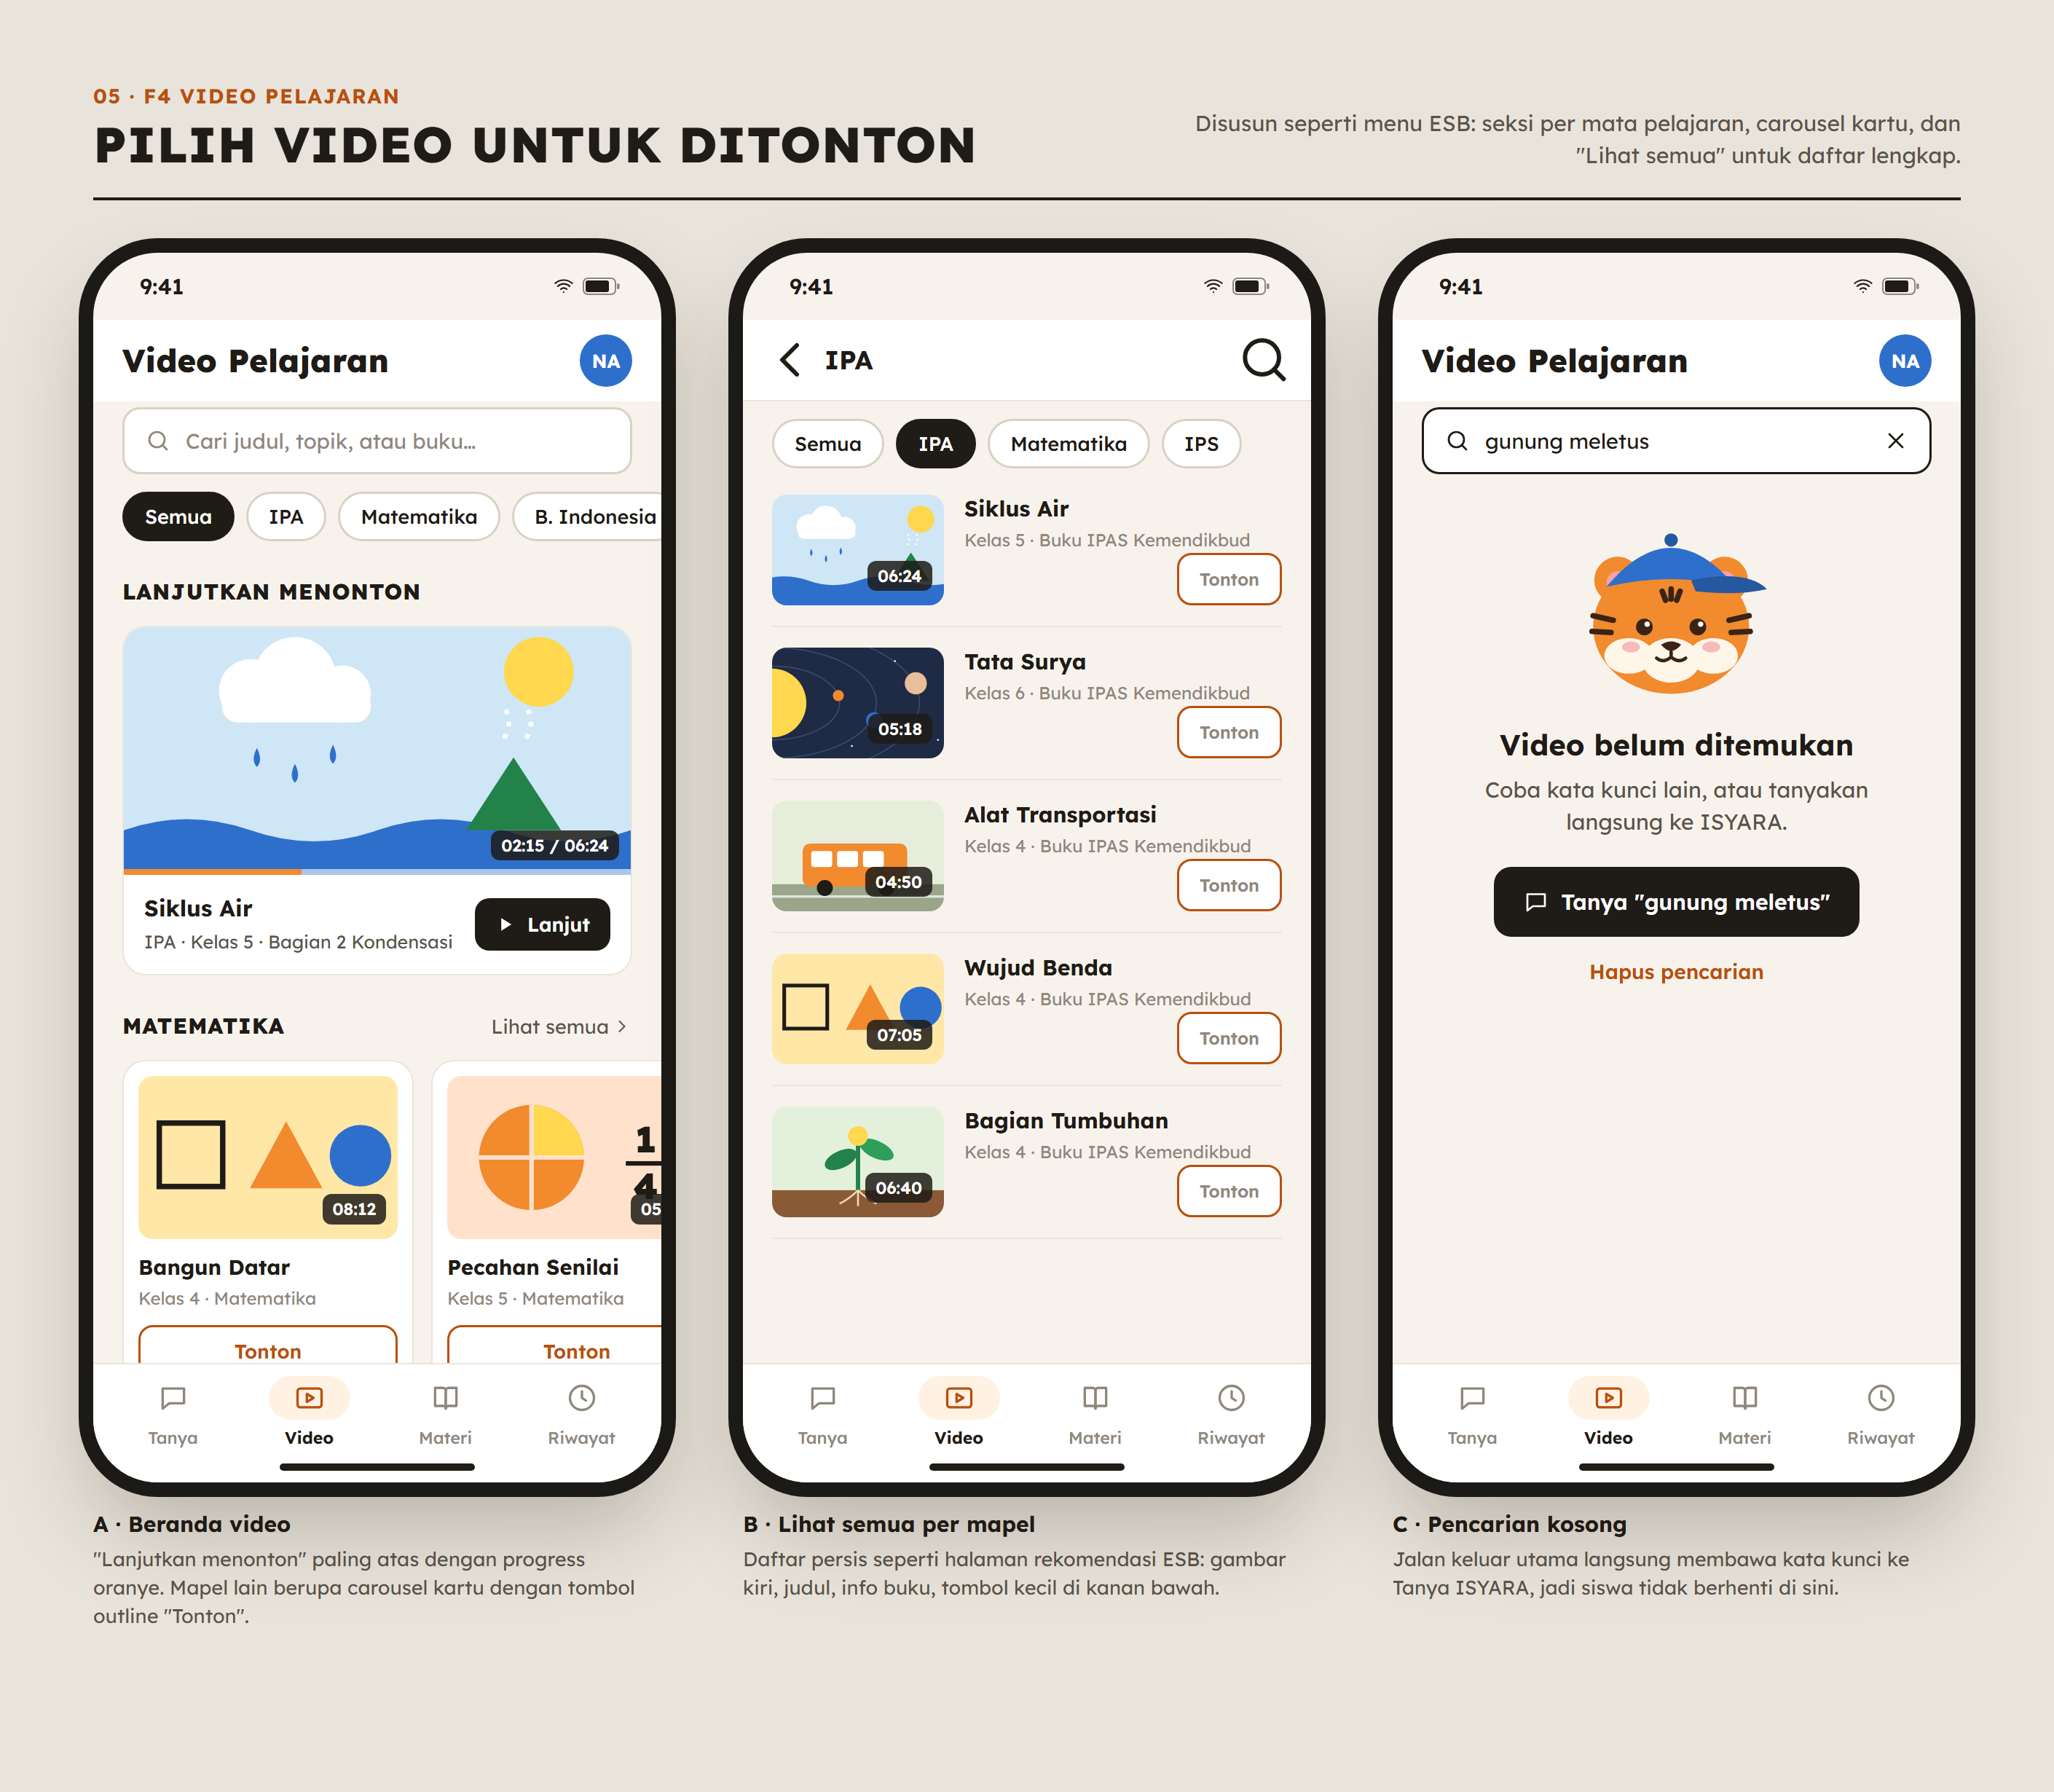 05 · F4 VIDEO PELAJARAN
PILIH VIDEO UNTUK DITONTON
Disusun seperti menu ESB: seksi per mata pelajaran, carousel kartu, dan
"Lihat semua" untuk daftar lengkap.
9:41
Video Pelajaran
NA
Cari judul, topik, atau buku...
Semua
IPA
Matematika
B. Indonesia
LANJUTKAN MENONTON
02:15 / 06:24
Siklus Air
IPA · Kelas 5 · Bagian 2 Kondensasi
Lanjut
MATEMATIKA
Lihat semua
08:12
Bangun Datar
Kelas 4 · Matematika
Tonton
1
4
05
Pecahan Senilai
Kelas 5 · Matematika
Tonton
Tanya
Video
Materi
Riwayat
A · Beranda video
"Lanjutkan menonton" paling atas dengan progress
oranye. Mapel lain berupa carousel kartu dengan tombol
outline "Tonton".
9:41
IPA
Semua
IPA
Matematika
IPS
06:24
Siklus Air
Kelas 5 · Buku IPAS Kemendikbud
Tonton
05:18
Tata Surya
Kelas 6 · Buku IPAS Kemendikbud
Tonton
04:50
Alat Transportasi
Kelas 4 · Buku IPAS Kemendikbud
Tonton
07:05
Wujud Benda
Kelas 4 · Buku IPAS Kemendikbud
Tonton
06:40
Bagian Tumbuhan
Kelas 4 · Buku IPAS Kemendikbud
Tonton
Tanya
Video
Materi
Riwayat
B · Lihat semua per mapel
Daftar persis seperti halaman rekomendasi ESB: gambar
kiri, judul, info buku, tombol kecil di kanan bawah.
9:41
Video Pelajaran
NA
gunung meletus
Video belum ditemukan
Coba kata kunci lain, atau tanyakan
langsung ke ISYARA.
Tanya "gunung meletus"
Hapus pencarian
Tanya
Video
Materi
Riwayat
C · Pencarian kosong
Jalan keluar utama langsung membawa kata kunci ke
Tanya ISYARA, jadi siswa tidak berhenti di sini.